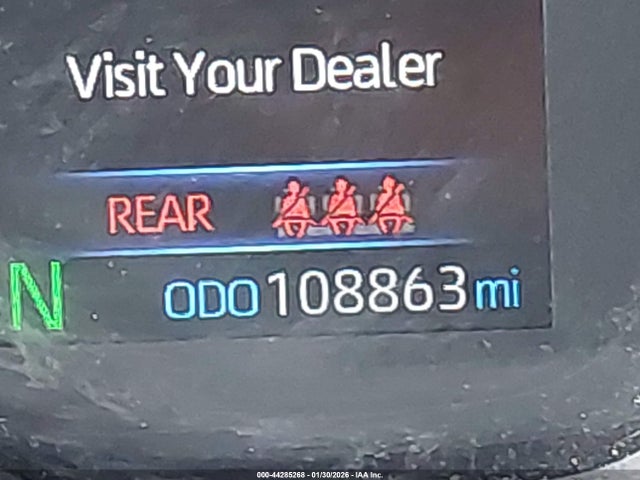 Visit Your Dealer
REAR
N
ODO 108863 mi
000-44285268 - 01/30/2026 - IAA Inc.